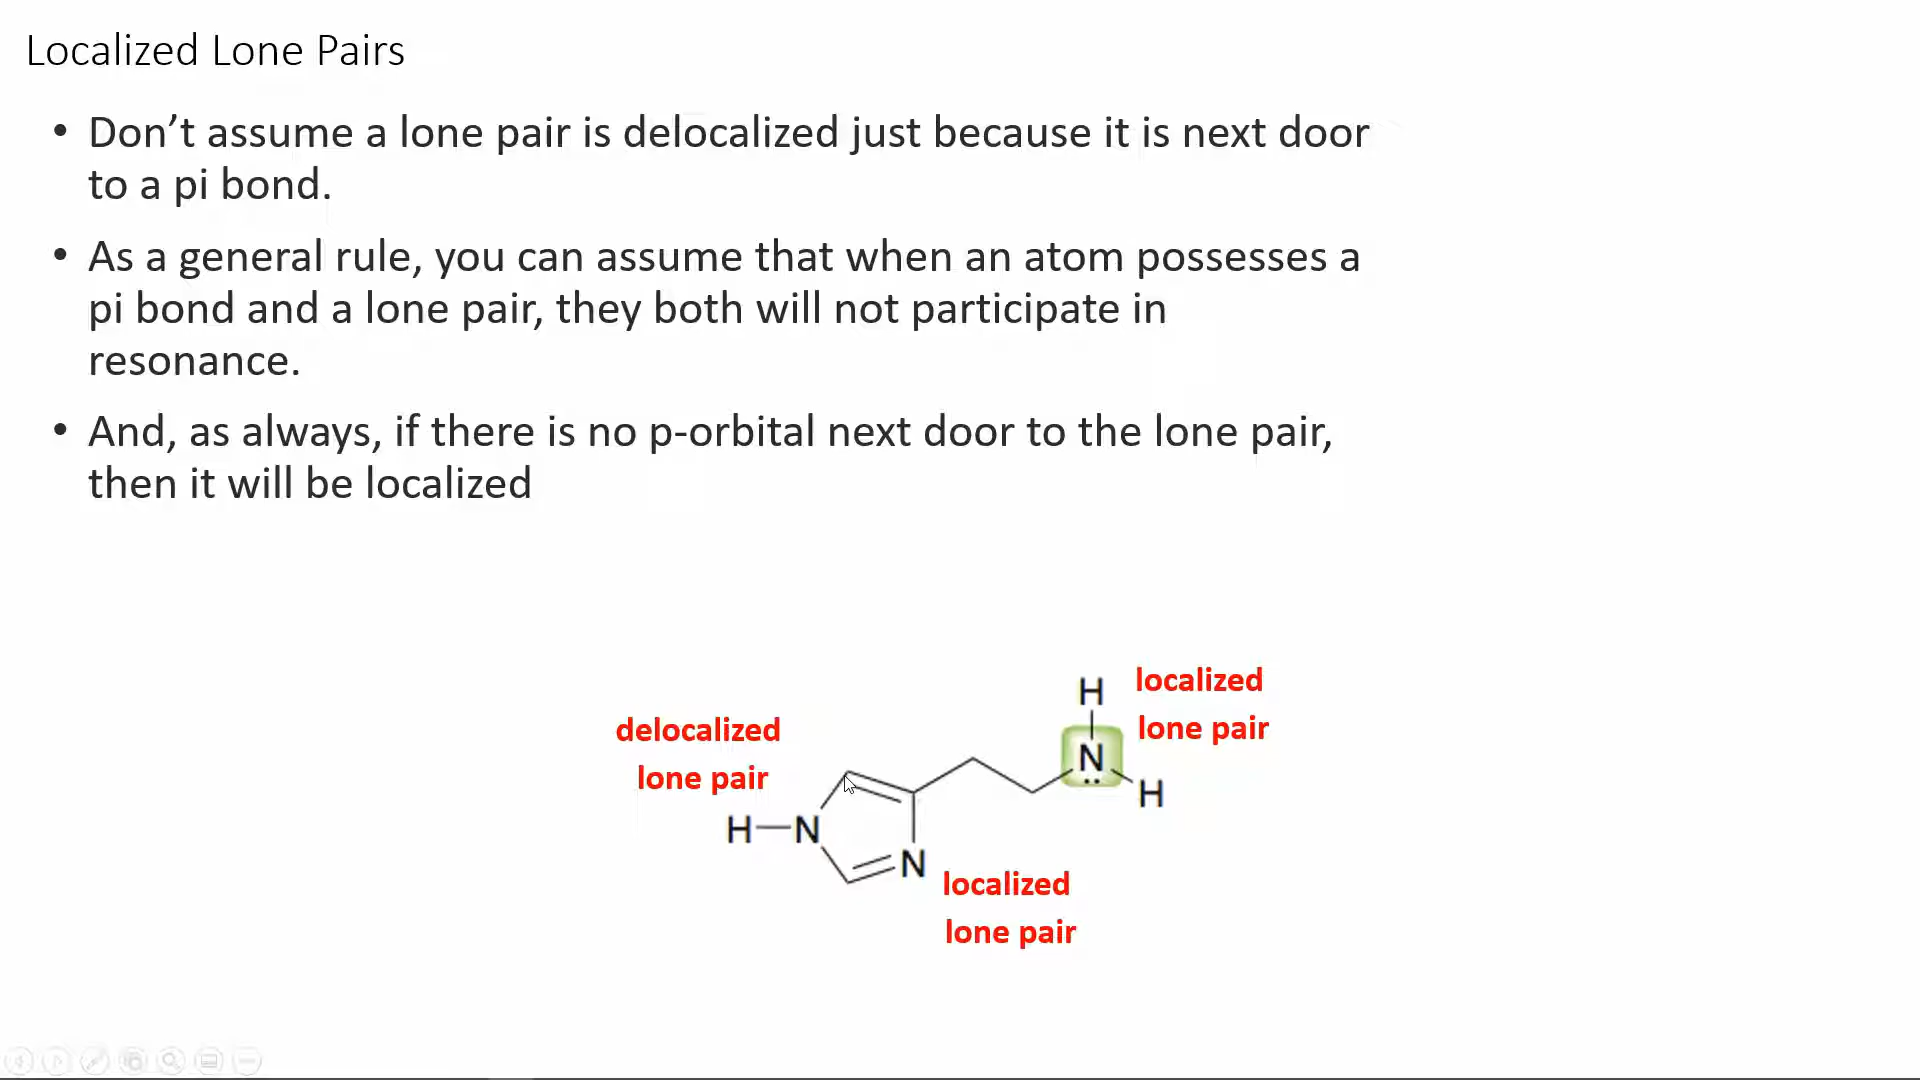 Localized Lone Pairs
• Don’t assume a lone pair is delocalized just because it is next door
to a pi bond.
• As a general rule, you can assume that when an atom possesses a
pi bond and a lone pair, they both will not participate in
resonance.
• And, as always, if there is no p-orbital next door to the lone pair,
then it will be localized
delocalized
lone pair
H
localized
lone pair
N
H
H–N
N
localized
lone pair